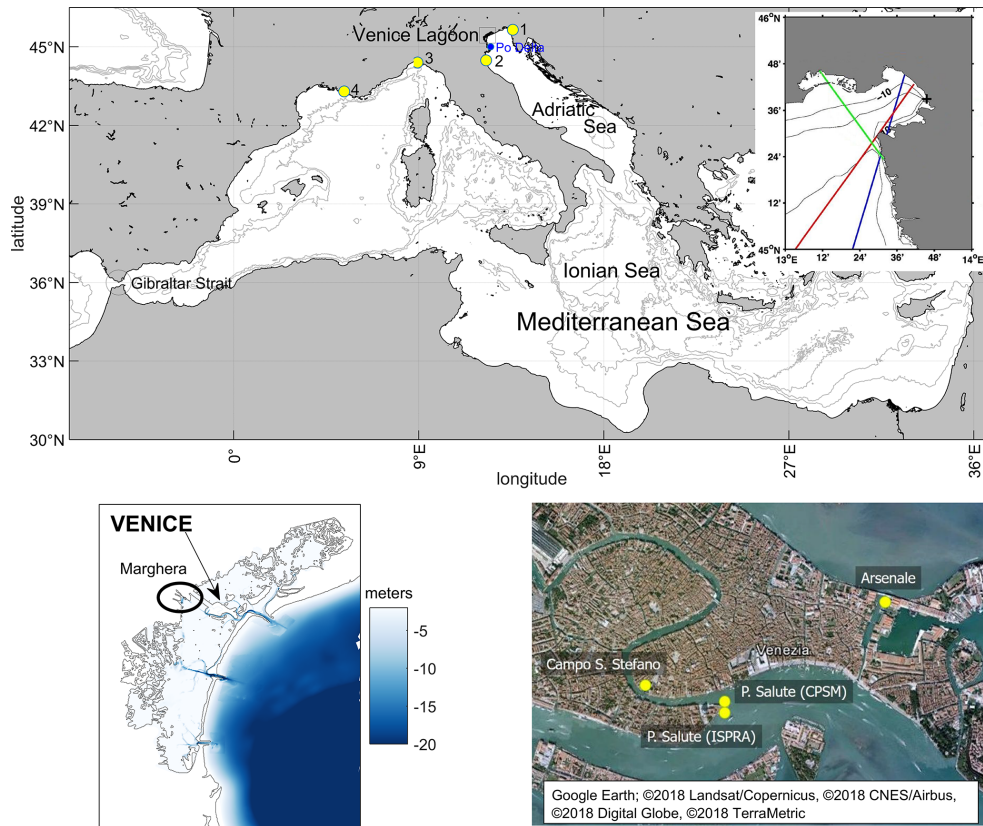 45°N
42°N
39°N
36°N
33°N
30°N
latitude
0°
9°E
18°E
27°E
36°E
longitude
Venice Lagoon
Po Delta
1
2
3
4
Adriatic
Sea
Gibraltar Strait
Ionian Sea
Mediterranean Sea
46°N
48'
36'
24'
12'
45°N
13°E
12'
24'
36'
48'
14°E
-10
VENICE
Marghera
meters
-5
-10
-15
-20
Arsenale
Venezia
Campo S. Stefano
P. Salute (CPSM)
P. Salute (ISPRA)
Google Earth; ©2018 Landsat/Copernicus, ©2018 CNES/Airbus,
©2018 Digital Globe, ©2018 TerraMetric